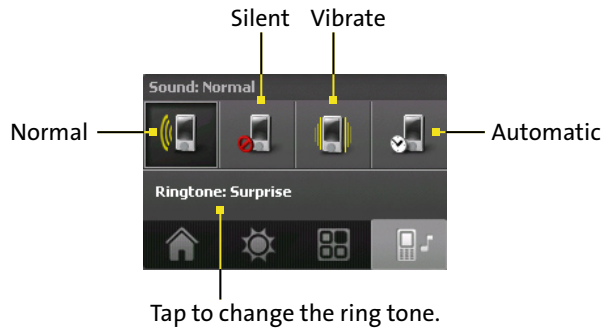 Silent Vibrate
Sound: Normal
Normal
Automatic
Ringtone: Surprise
Tap to change the ring tone.